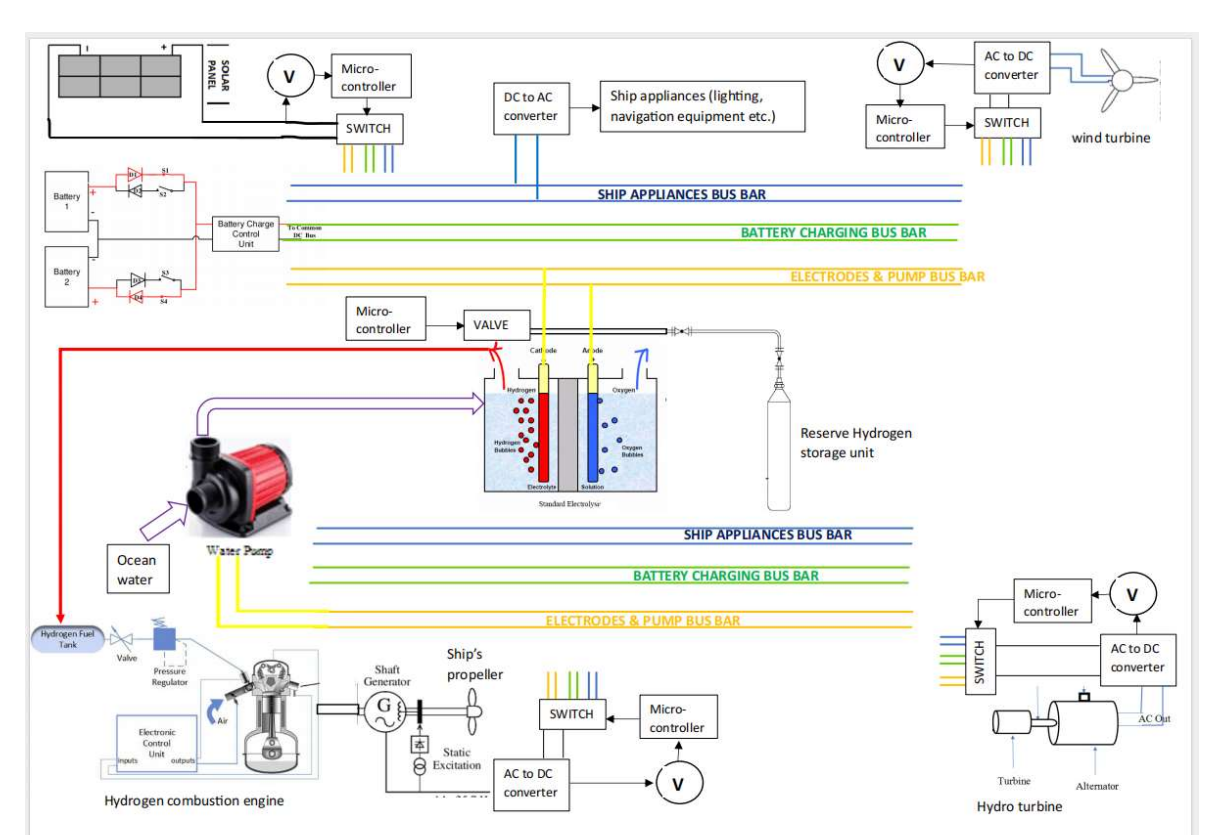 SOLAR
PANEL
V
Micro-
controller
SWITCH
DC to AC
converter
Ship appliances (lighting,
navigation equipment etc.)
V
AC to DC
converter
Micro-
controller
SWITCH
wind turbine
Battery
1
+
-
D1
S1
S2
Battery Charge
Control
Unit
To Common
DC Bus
Battery
2
-
+
S3
S4
SHIP APPLIANCES BUS BAR
BATTERY CHARGING BUS BAR
ELECTRODES & PUMP BUS BAR
Micro-
controller
VALVE
Cathode
Anode
Hydrogen
Oxygen
Hydrogen
Bubbles
Oxygen
Bubbles
Electrolyte
Solution
Standard Electrolyser
Reserve Hydrogen
storage unit
Water Pump
Ocean
water
SHIP APPLIANCES BUS BAR
BATTERY CHARGING BUS BAR
ELECTRODES & PUMP BUS BAR
Hydrogen Fuel
Tank
Valve
Pressure
Regulator
Air
Electronic
Control
Unit
inputs
outputs
Hydrogen combustion engine
Shaft
Generator
G
Ship's
propeller
Static
Excitation
SWITCH
Micro-
controller
AC to DC
converter
V
Micro-
controller
V
SWITCH
AC to DC
converter
AC Out
Turbine
Alternator
Hydro turbine